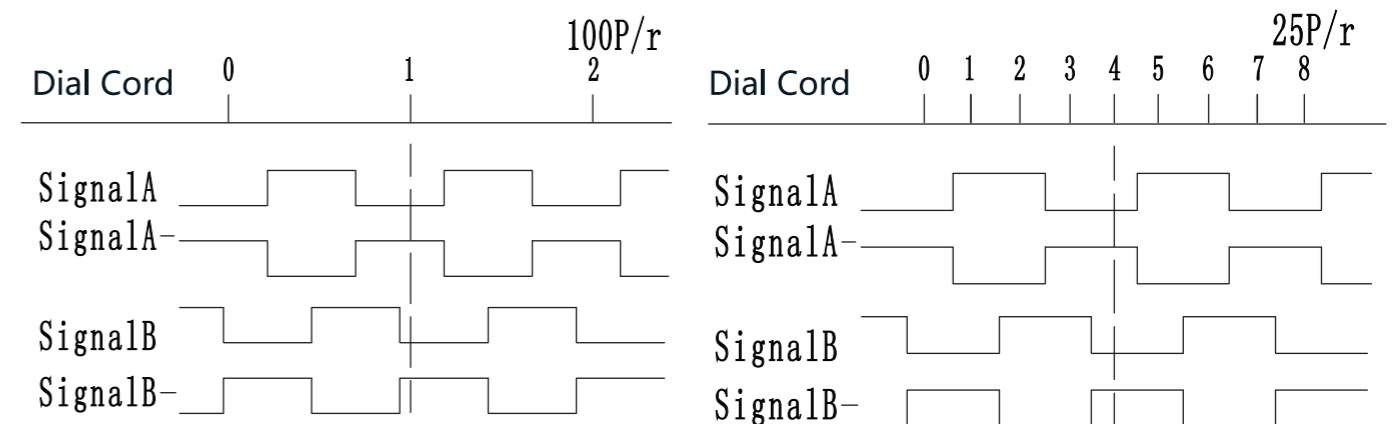 100P/r
Dial Cord 0 1 2
SignalA
SignalA-
SignalB
SignalB-
25P/r
Dial Cord 0 1 2 3 4 5 6 7 8
SignalA
SignalA-
SignalB
SignalB-